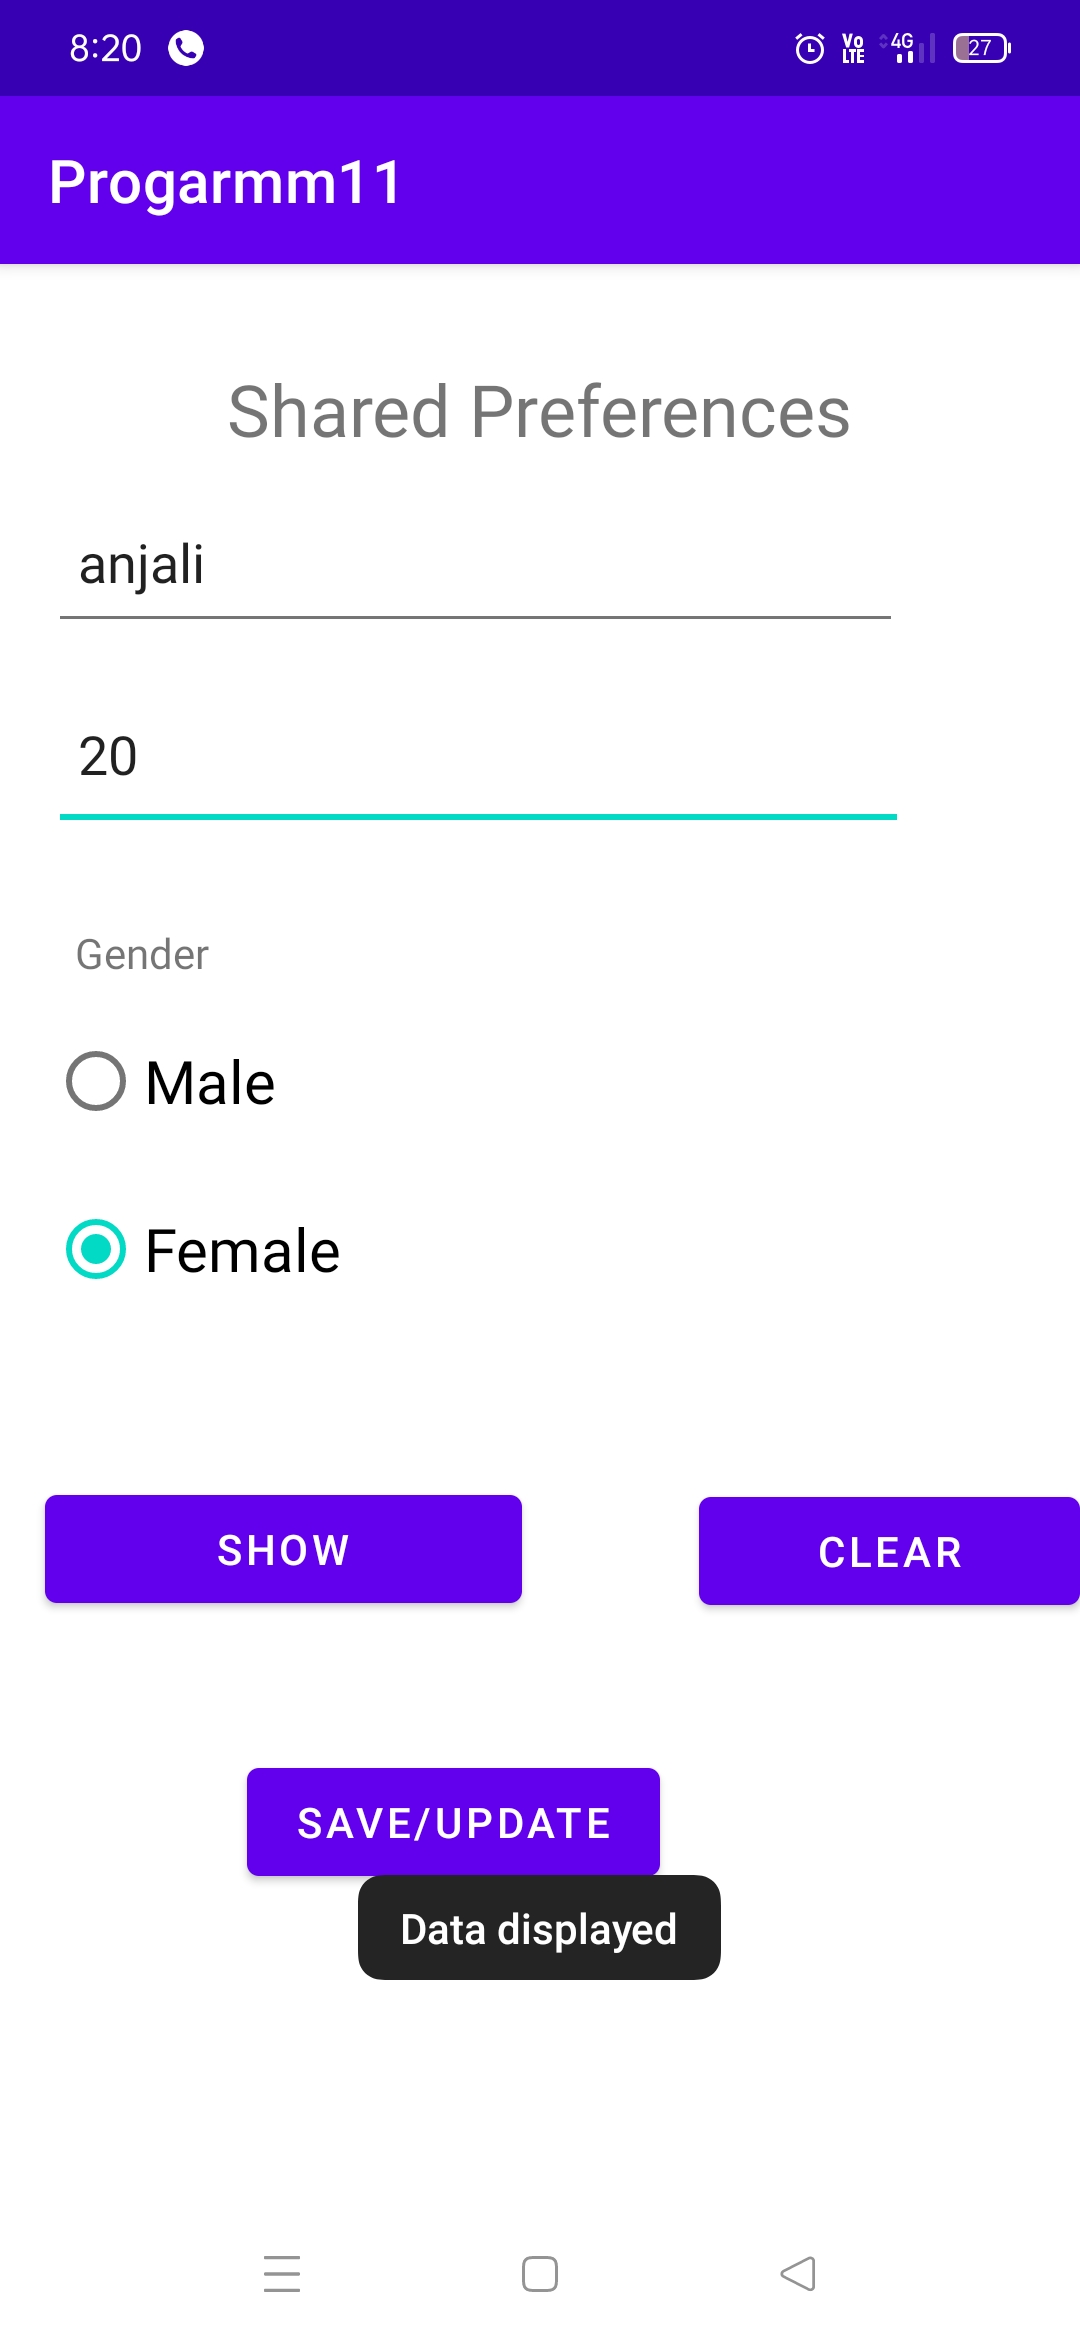 8:20 Vo LTE 4G 27
Progarmm11
Shared Preferences
anjali
20
Gender
Male
Female
SHOW CLEAR
SAVE/UPDATE
Data displayed